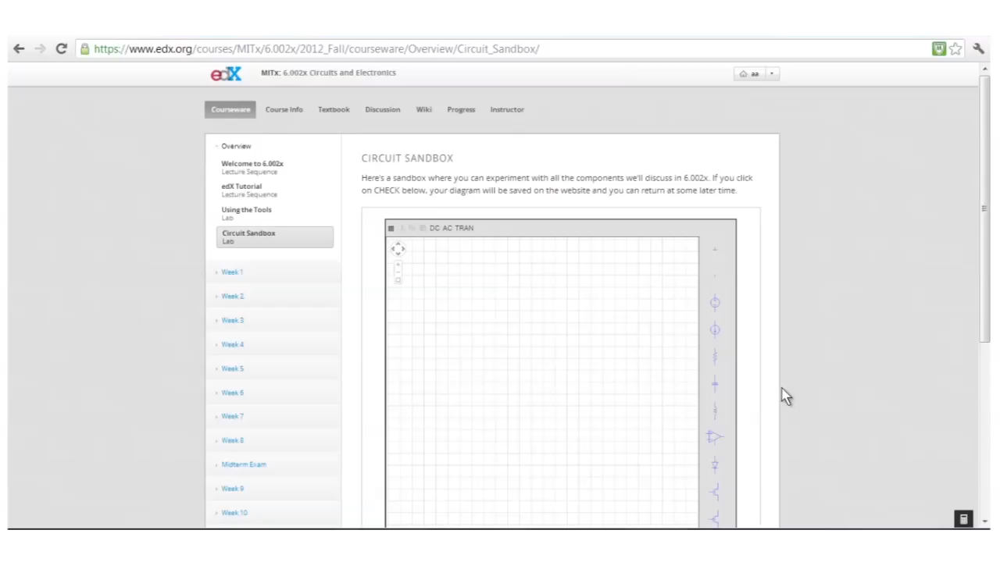 https://www.edx.org/courses/MITx/6.002x/2012_Fall/courseware/Overview/Circuit_Sandbox/
edX MITx: 6.002x Circuits and Electronics aa
Courseware Course Info Textbook Discussion Wiki Progress Instructor
Overview
Welcome to 6.002x
Lecture Sequence
edX Tutorial
Lecture Sequence
Using the Tools
Lab
Circuit Sandbox
Lab
Week 1
Week 2
Week 3
Week 4
Week 5
Week 6
Week 7
Week 8
Midterm Exam
Week 9
Week 10
CIRCUIT SANDBOX
Here's a sandbox where you can experiment with all the components we'll discuss in 6.002x. If you click
on CHECK below, your diagram will be saved on the website and you can return at some later time.
DC AC TRAN